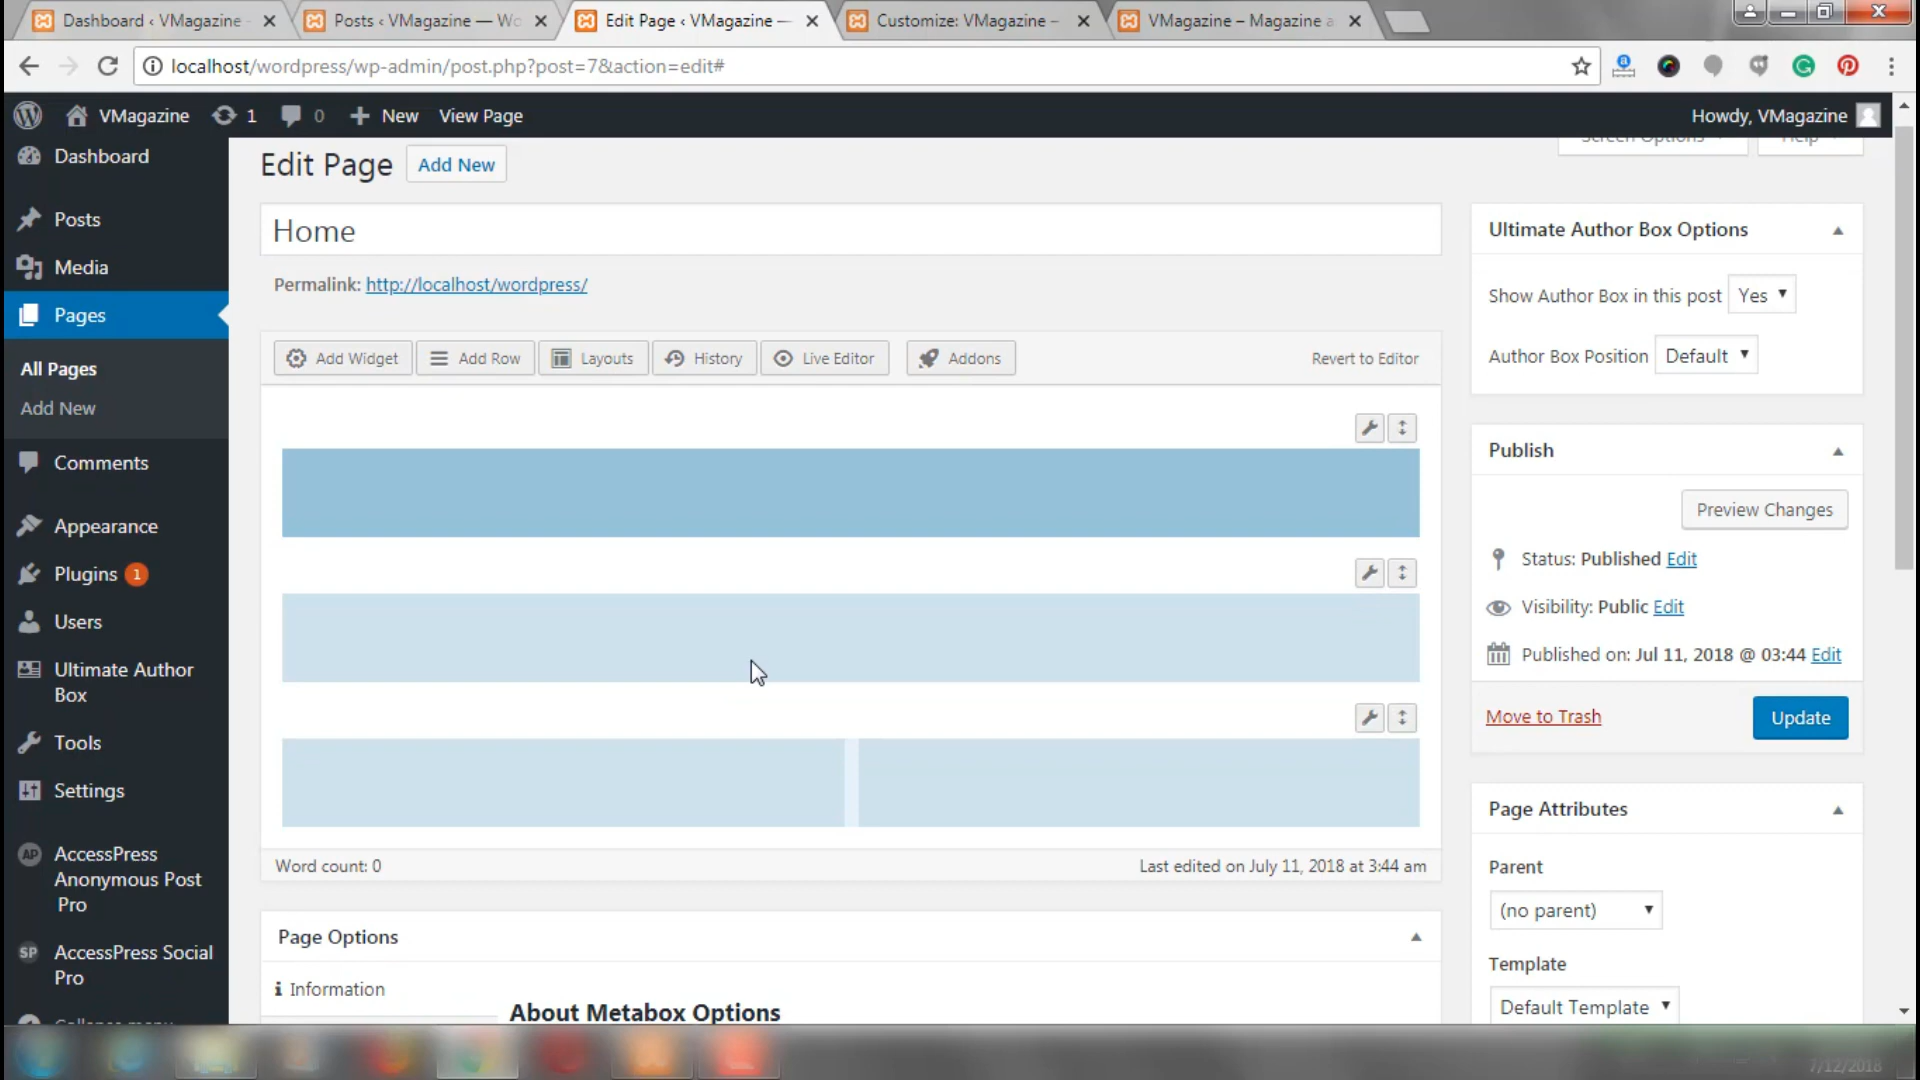 Dashboard ‹ VMagazine -
Posts ‹ VMagazine — Wo
Edit Page ‹ VMagazine —
Customize: VMagazine –
VMagazine – Magazine a
localhost/wordpress/wp-admin/post.php?post=7&action=edit#
VMagazine
1
0
New
View Page
Howdy, VMagazine
Dashboard
Posts
Media
Pages
All Pages
Add New
Comments
Appearance
Plugins 1
Users
Ultimate Author
Box
Tools
Settings
AP
AccessPress
Anonymous Post
Pro
SP
AccessPress Social
Pro
Collapse menu
Screen Options
Help
Edit Page
Add New
Home
Permalink: http://localhost/wordpress/
Add Widget
Add Row
Layouts
History
Live Editor
Addons
Revert to Editor
Word count: 0
Last edited on July 11, 2018 at 3:44 am
Page Options
Information
About Metabox Options
Ultimate Author Box Options
Show Author Box in this post Yes
Author Box Position Default
Publish
Preview Changes
Status: Published Edit
Visibility: Public Edit
Published on: Jul 11, 2018 @ 03:44 Edit
Move to Trash
Update
Page Attributes
Parent
(no parent)
Template
Default Template
7/12/2018